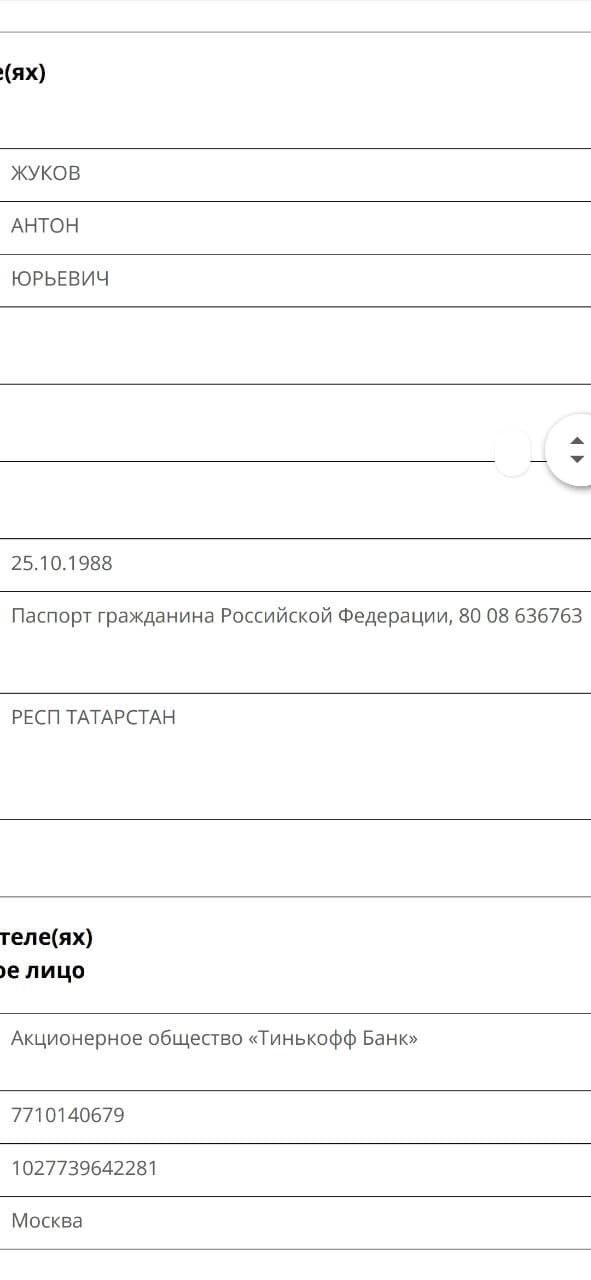 е(ях)
ЖУКОВ
АНТОН
ЮРЬЕВИЧ
25.10.1988
Паспорт гражданина Российской Федерации, 80 08 636763
РЕСП ТАТАРСТАН
теле(ях)
ое лицо
Акционерное общество «Тинькофф Банк»
7710140679
1027739642281
Москва